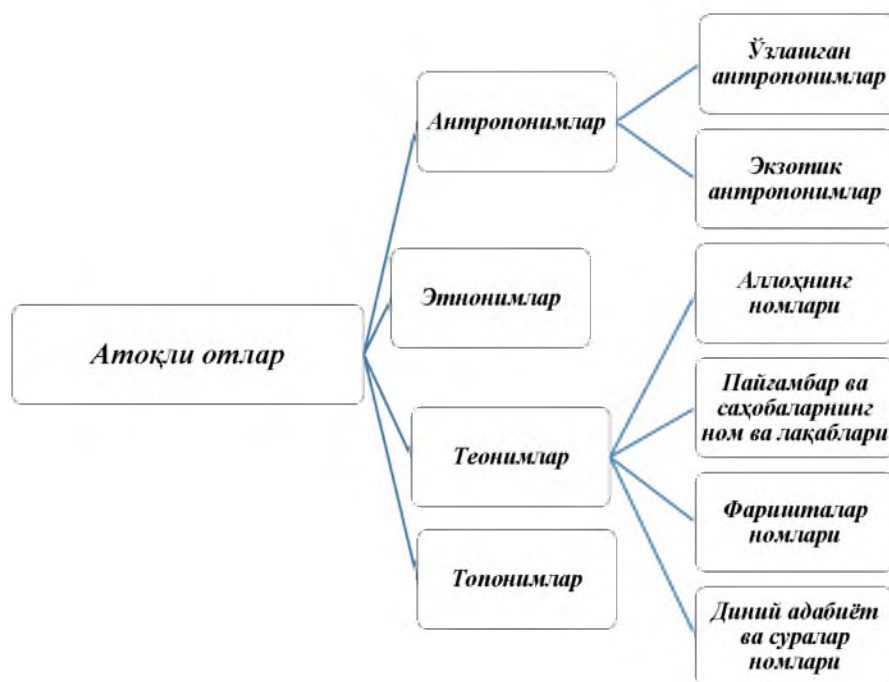 Атоқли отлар
Антропонимлар
Ўзлашган
антропонимлар
Экзотик
антропонимлар
Этнонимлар
Теонимлар
Аллоҳнинг
номлари
Пайгамбар ва
саҳобаларнинг
ном ва лақаблари
Фаришталар
номлари
Диний адабиёт
ва суралар
номлари
Топонимлар